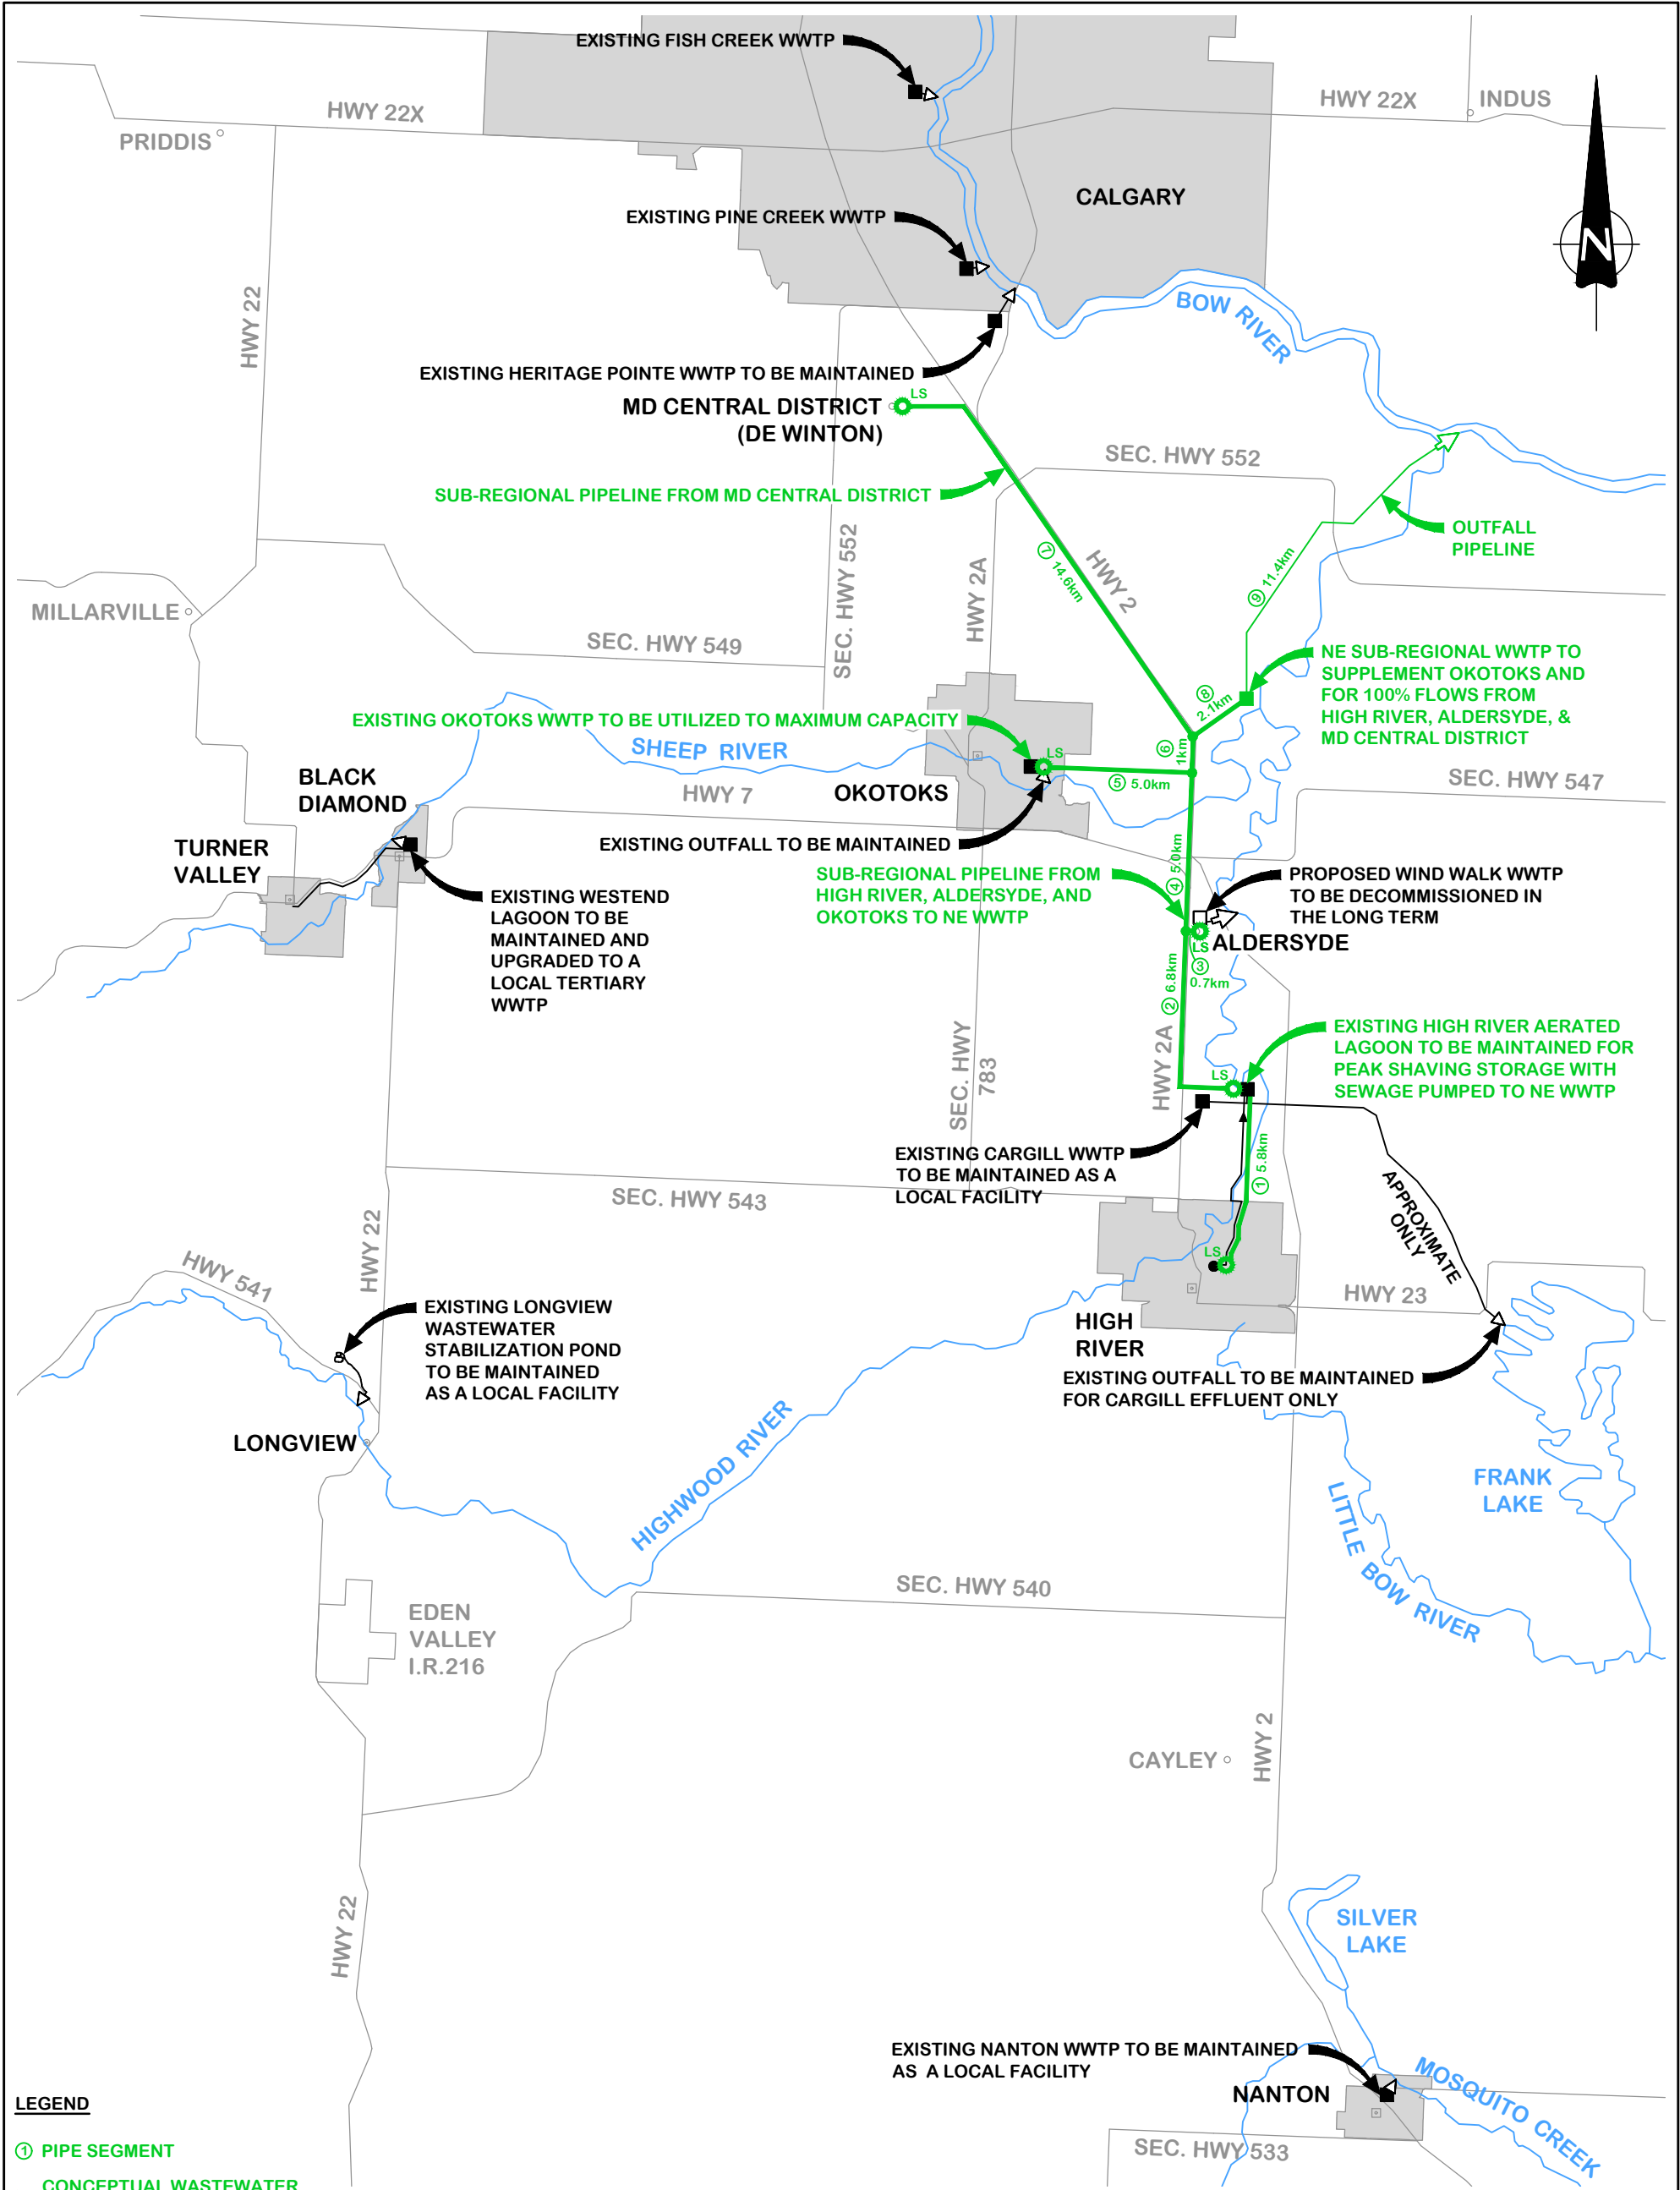 EXISTING FISH CREEK WWTP
HWY 22X
HWY 22X
INDUS
PRIDDIS
CALGARY
EXISTING PINE CREEK WWTP
N
HWY 22
BOW RIVER
EXISTING HERITAGE POINTE WWTP TO BE MAINTAINED
LS
MD CENTRAL DISTRICT
(DE WINTON)
SEC. HWY 552
SUB-REGIONAL PIPELINE FROM MD CENTRAL DISTRICT
OUTFALL
PIPELINE
SEC. HWY 552
HWY 2A
7 14.6km
HWY 2
9 11.4km
MILLARVILLE
SEC. HWY 549
NE SUB-REGIONAL WWTP TO
SUPPLEMENT OKOTOKS AND
FOR 100% FLOWS FROM
HIGH RIVER, ALDERSYDE, &
MD CENTRAL DISTRICT
8
2.1km
EXISTING OKOTOKS WWTP TO BE UTILIZED TO MAXIMUM CAPACITY
SHEEP RIVER
LS
6
1km
BLACK
DIAMOND
HWY 7
OKOTOKS
5 5.0km
SEC. HWY 547
TURNER
VALLEY
EXISTING OUTFALL TO BE MAINTAINED
4 5.0km
SUB-REGIONAL PIPELINE FROM
HIGH RIVER, ALDERSYDE, AND
OKOTOKS TO NE WWTP
PROPOSED WIND WALK WWTP
TO BE DECOMMISSIONED IN
THE LONG TERM
EXISTING WESTEND
LAGOON TO BE
MAINTAINED AND
UPGRADED TO A
LOCAL TERTIARY
WWTP
ALDERSYDE
LS
3
0.7km
2 6.8km
SEC. HWY
783
HWY 2A
EXISTING HIGH RIVER AERATED
LAGOON TO BE MAINTAINED FOR
PEAK SHAVING STORAGE WITH
SEWAGE PUMPED TO NE WWTP
LS
EXISTING CARGILL WWTP
TO BE MAINTAINED AS A
LOCAL FACILITY
1 5.8km
APPROXIMATE
ONLY
SEC. HWY 543
HWY 22
LS
HWY 541
HWY 23
EXISTING LONGVIEW
WASTEWATER
STABILIZATION POND
TO BE MAINTAINED
AS A LOCAL FACILITY
HIGH
RIVER
EXISTING OUTFALL TO BE MAINTAINED
FOR CARGILL EFFLUENT ONLY
LONGVIEW
HIGHWOOD RIVER
FRANK
LAKE
LITTLE BOW RIVER
SEC. HWY 540
EDEN
VALLEY
I.R.216
CAYLEY
HWY 2
HWY 22
SILVER
LAKE
EXISTING NANTON WWTP TO BE MAINTAINED
AS A LOCAL FACILITY
NANTON
MOSQUITO CREEK
SEC. HWY 533
LEGEND
1 PIPE SEGMENT
CONCEPTUAL WASTEWATER